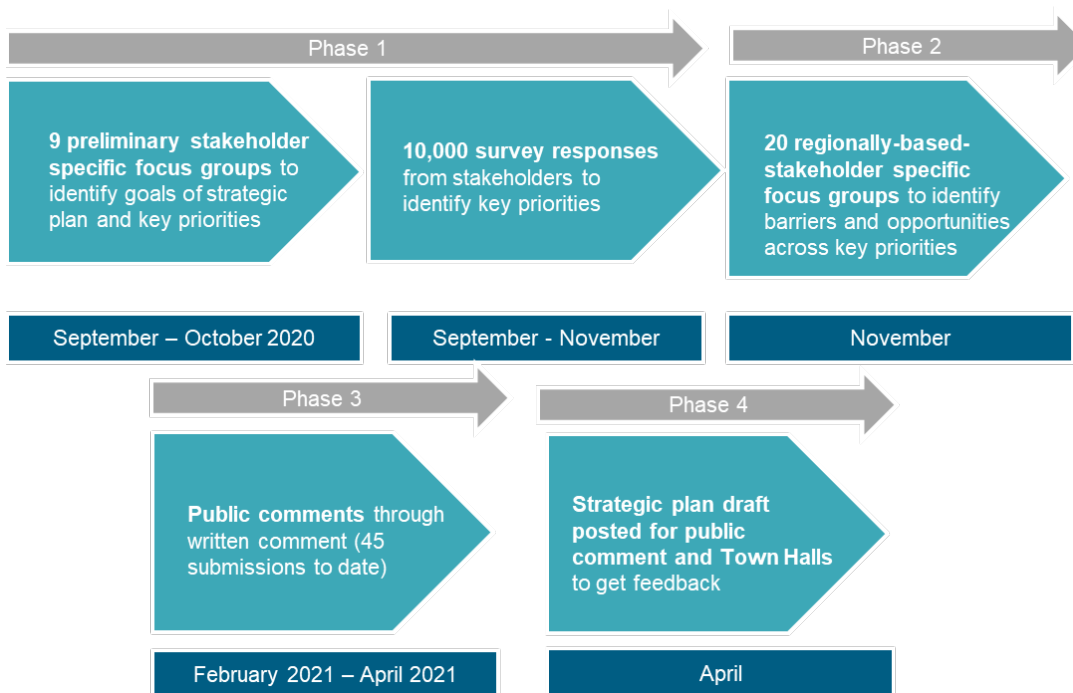 Phase 1
Phase 2
9 preliminary stakeholder
specific focus groups to
identify goals of strategic
plan and key priorities
10,000 survey responses
from stakeholders to
identify key priorities
20 regionally-based-
stakeholder specific
focus groups to identify
barriers and opportunities
across key priorities
September – October 2020
September - November
November
Phase 3
Phase 4
Public comments through
written comment (45
submissions to date)
Strategic plan draft
posted for public
comment and Town Halls
to get feedback
February 2021 – April 2021
April